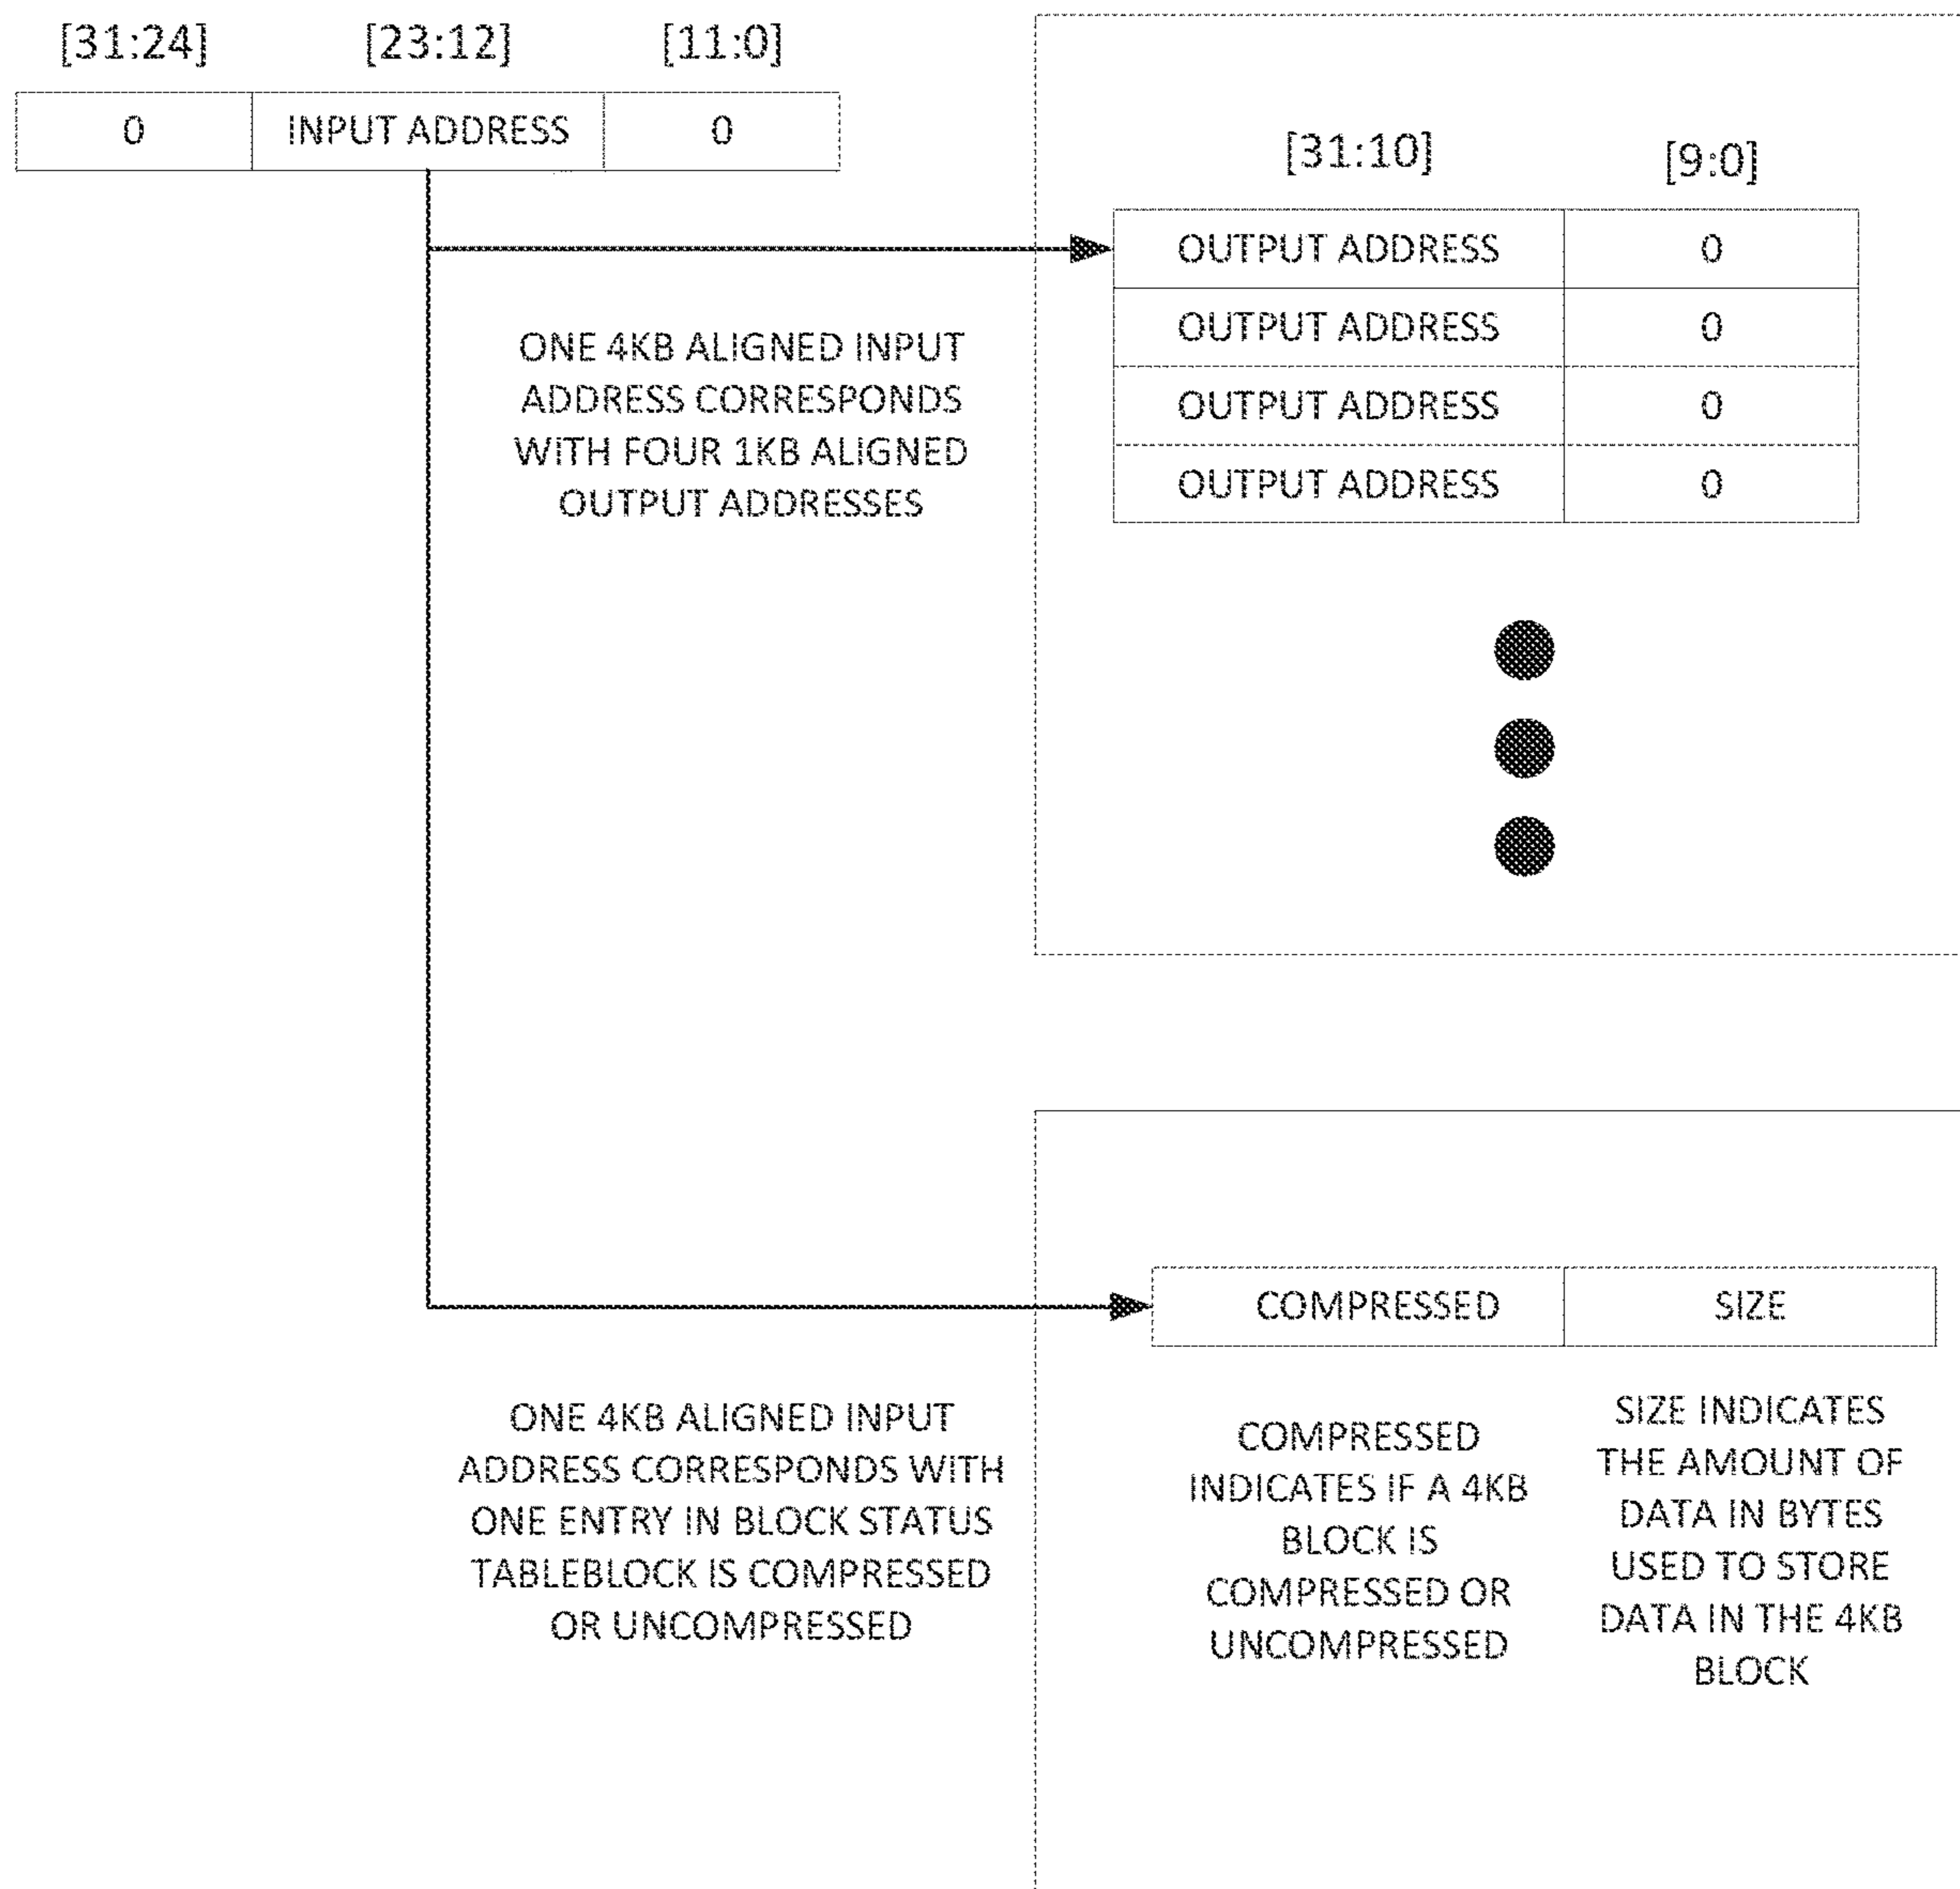 [31:24] [23:12] [11:0]
0 INPUT ADDRESS 0
[31:10] [9:0]
OUTPUT ADDRESS 0
OUTPUT ADDRESS 0
OUTPUT ADDRESS 0
OUTPUT ADDRESS 0
ONE 4KB ALIGNED INPUT
ADDRESS CORRESPONDS
WITH FOUR 1KB ALIGNED
OUTPUT ADDRESSES
COMPRESSED SIZE
ONE 4KB ALIGNED INPUT
ADDRESS CORRESPONDS WITH
ONE ENTRY IN BLOCK STATUS
TABLEBLOCK IS COMPRESSED
OR UNCOMPRESSED
COMPRESSED
INDICATES IF A 4KB
BLOCK IS
COMPRESSED OR
UNCOMPRESSED
SIZE INDICATES
THE AMOUNT OF
DATA IN BYTES
USED TO STORE
DATA IN THE 4KB
BLOCK